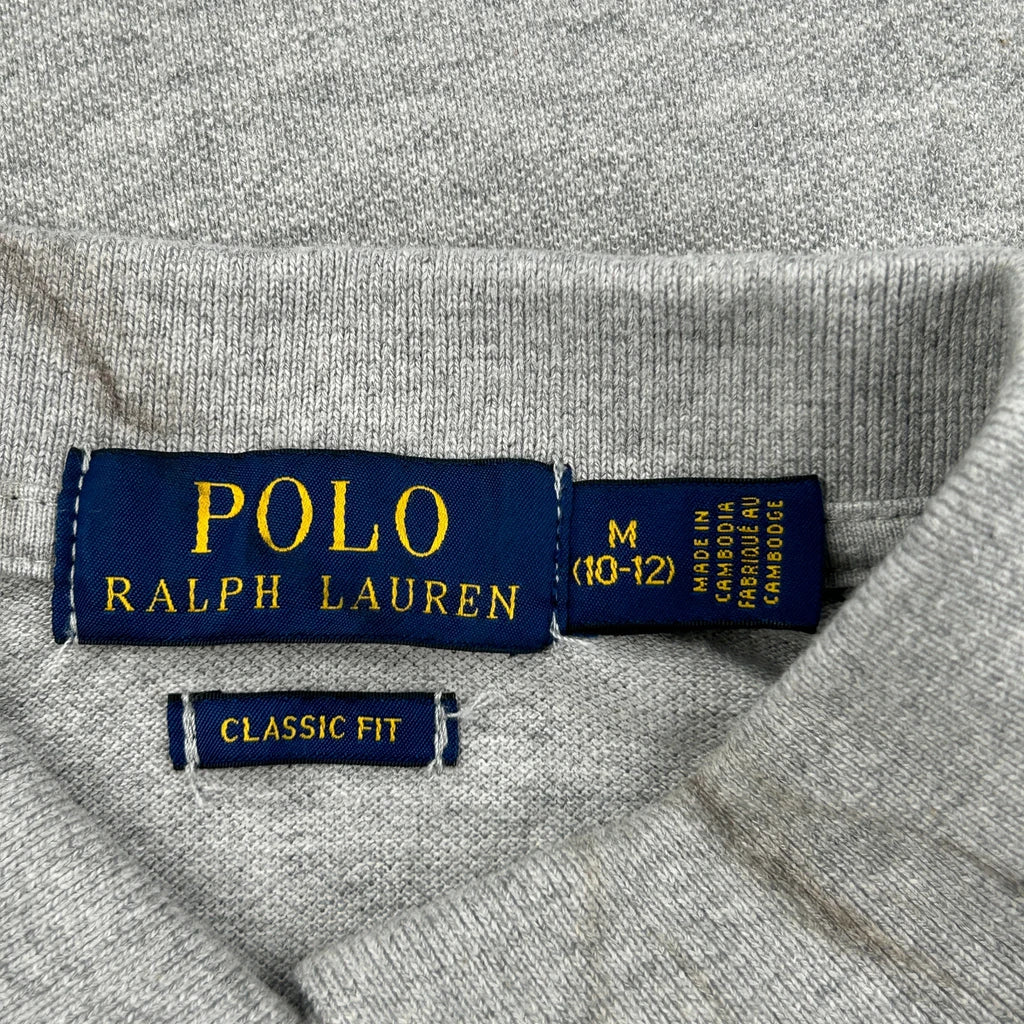 POLO
RALPH LAUREN
M
(10-12)
MADE IN
CAMBODIA
FABRIQUÉ AU
CAMBODGE
CLASSIC FIT